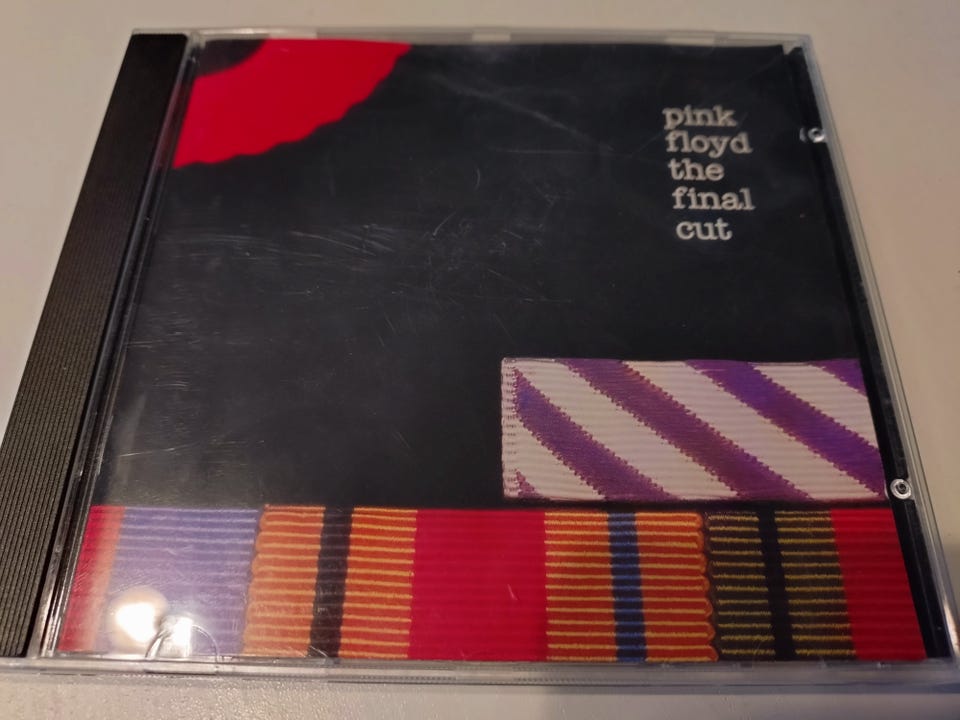 pink
floyd
the
final
cut